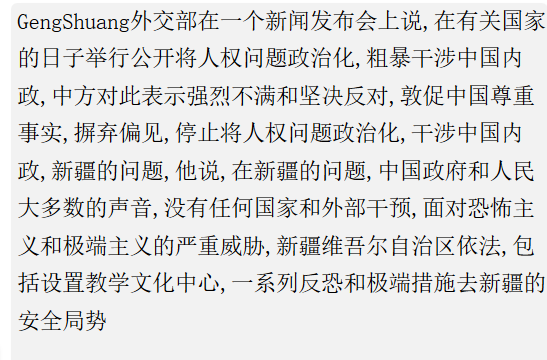 GengShuang外交部在一个新闻发布会上说,在有关国家
的日子举行公开将人权问题政治化,粗暴干涉中国内
政,中方对此表示强烈不满和坚决反对,敦促中国尊重
事实,摒弃偏见,停止将人权问题政治化,干涉中国内
政,新疆的问题,他说,在新疆的问题,中国政府和人民
大多数的声音,没有任何国家和外部干预,面对恐怖主
义和极端主义的严重威胁,新疆维吾尔自治区依法,包
括设置教学文化中心,一系列反恐和极端措施去新疆的
安全局势